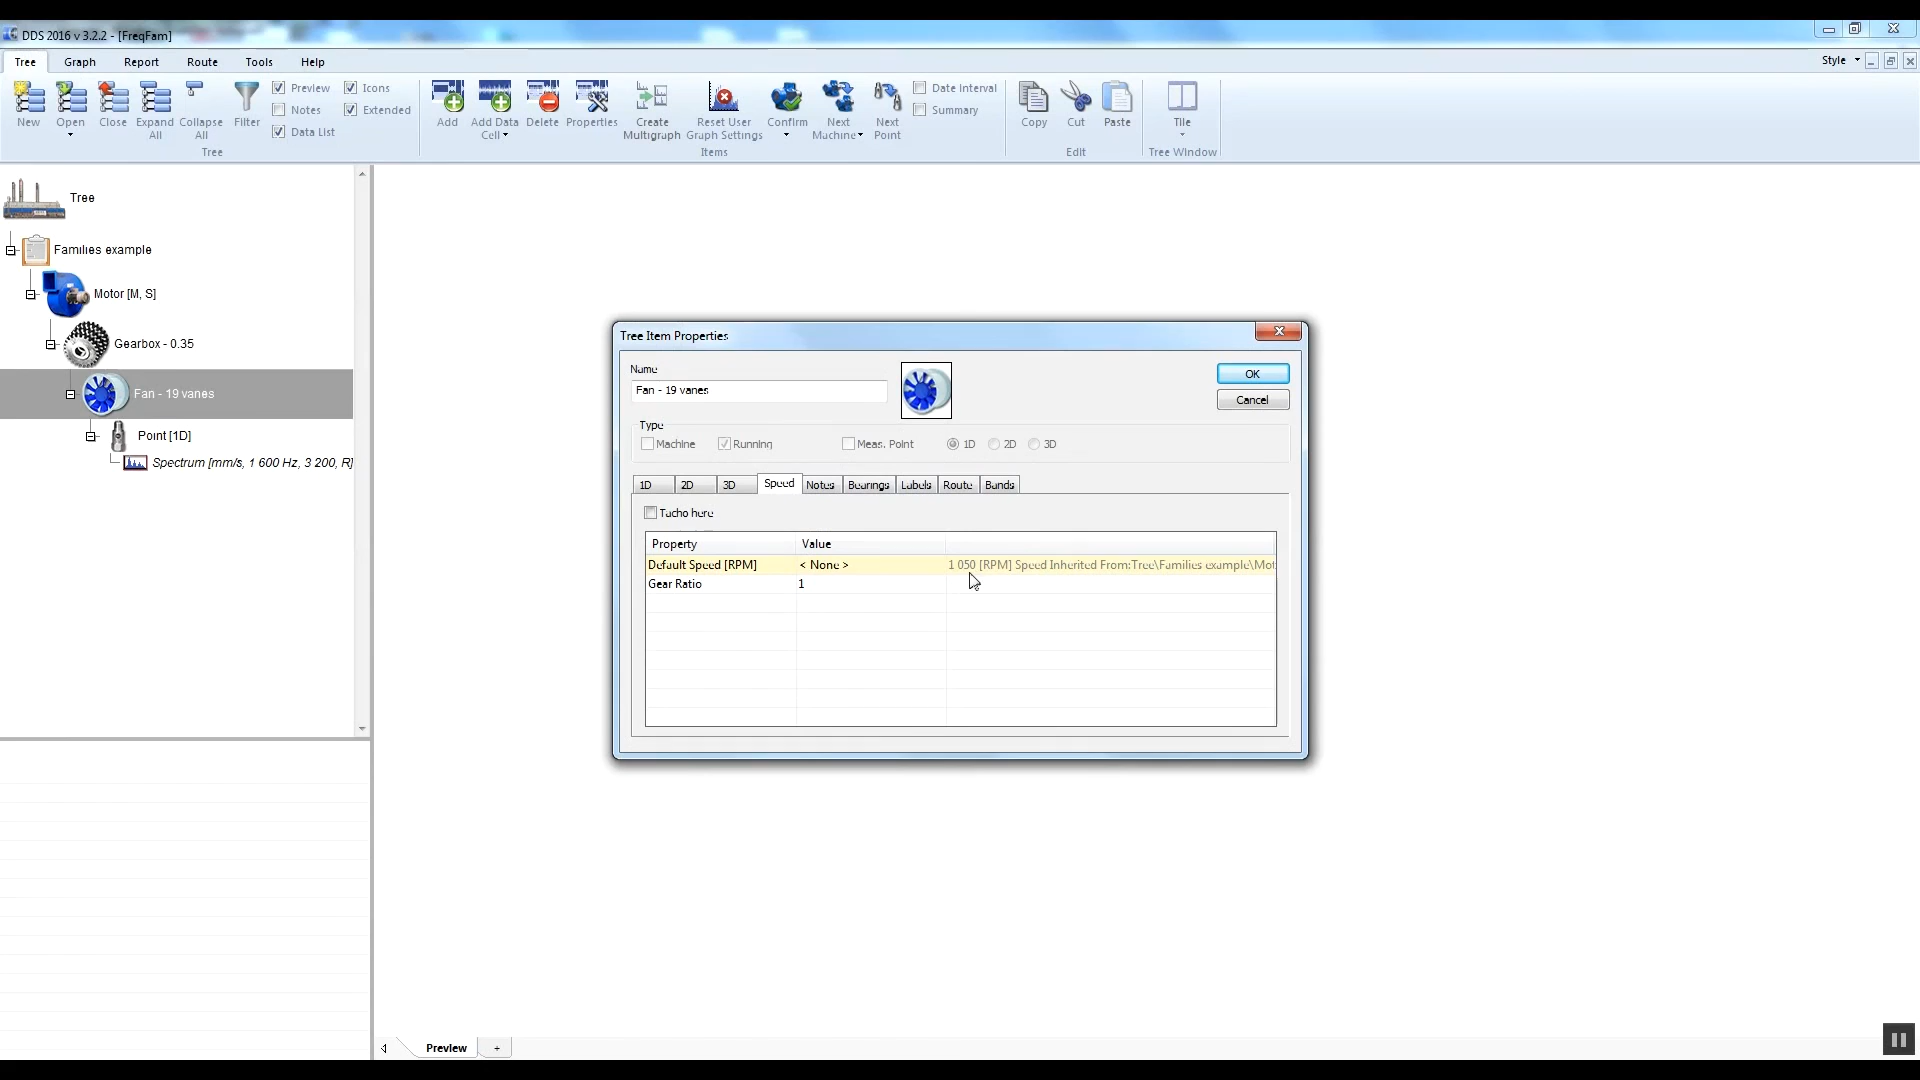 DDS 2016 v 3.2.2 - [FreqFam]
Tree Graph Report Route Tools Help Style
New Open Close Expand All Collapse All Filter
Preview Icons
Notes Extended
Data List
Tree
Add Add Data Cell Delete Properties Create Multigraph Reset User Graph Settings Confirm Next Machine Next Point
Date Interval
Summary
Items
Copy Cut Paste
Edit
Tile
Tree Window
Tree
Families example
Motor [M, S]
Gearbox - 0.35
Fan - 19 vanes
Point [1D]
Spectrum [mm/s, 1 600 Hz, 3 200, R]
Tree Item Properties
Name
Fan - 19 vanes
OK
Cancel
Type
Machine Running Meas. Point 1D 2D 3D
1D 2D 3D Speed Notes Bearings Labels Route Bands
Tacho here
Property Value
Default Speed [RPM] < None > 1 050 [RPM] Speed Inherited From:Tree\Families example\Mot
Gear Ratio 1
Preview +